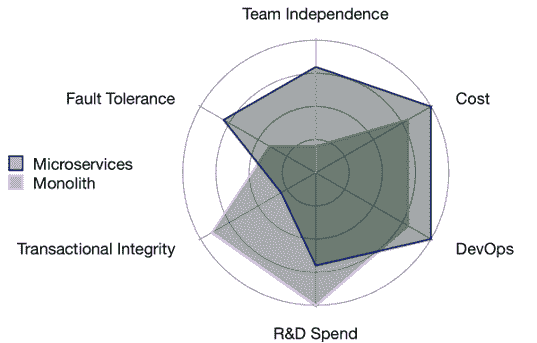 Team Independence
Fault Tolerance
Cost
Microservices
Monolith
Transactional Integrity
DevOps
R&D Spend